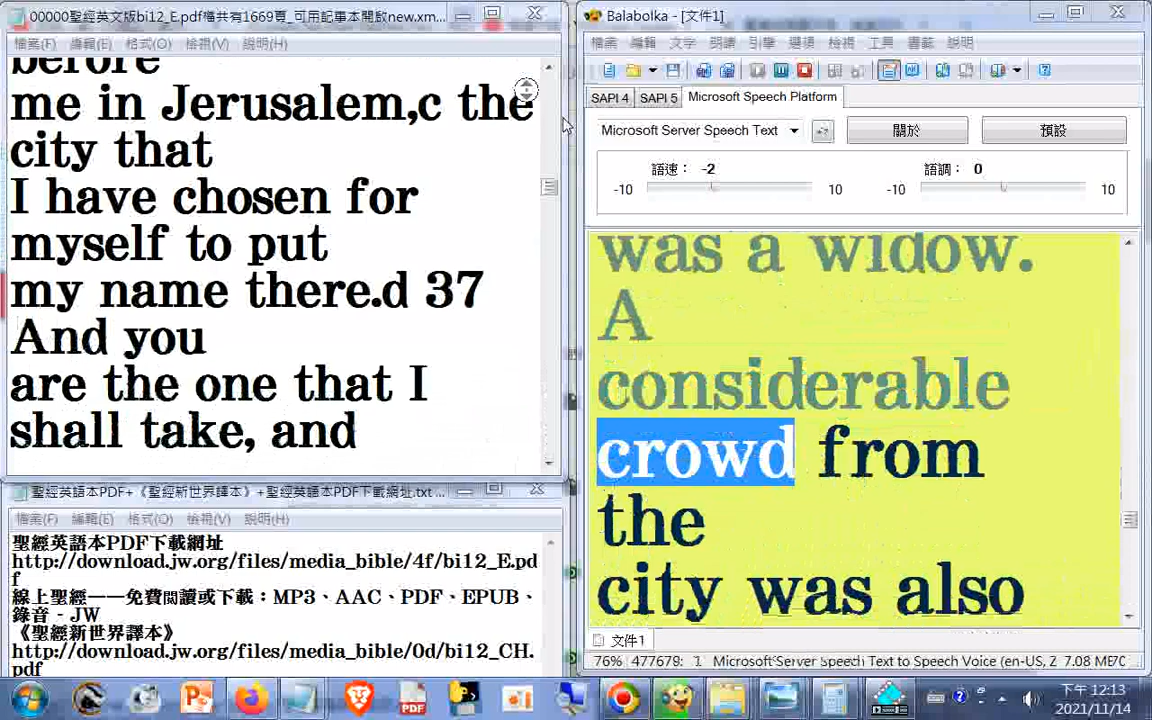 00000聖經英文版bi12_E.pdf檔共有1669頁_可用記事本開啟new.xm...
檔案(F) 編輯(E) 格式(O) 檢視(V) 說明(H)
before
me in Jerusalem,c the
city that
I have chosen for
myself to put
my name there.d 37
And you
are the one that I
shall take, and
聖經英語本PDF+《聖經新世界譯本》+聖經英語本PDF下載網址.txt ...
檔案(F) 編輯(E) 格式(O) 檢視(V) 說明(H)
聖經英語本PDF下載網址
http://download.jw.org/files/media_bible/4f/bi12_E.pd
f
線上聖經——免費閱讀或下載：MP3、AAC、PDF、EPUB、
錄音 - JW
《聖經新世界譯本》
http://download.jw.org/files/media_bible/0d/bi12_CH.
pdf
Balabolka - [文件1]
檔案 編輯 文字 朗讀 引擎 選項 檢視 工具 書籤 說明
SAPI 4 SAPI 5 Microsoft Speech Platform
Microsoft Server Speech Text +? 關於 預設
語速： -2 語調： 0
-10 10 -10 10
was a widow.
A
considerable
crowd from
the
city was also
文件1
76% 477679: 1 Microsoft Server Speech Text to Speech Voice (en-US, Z 7.08 MB
PDF
下午 12:13
2021/11/14